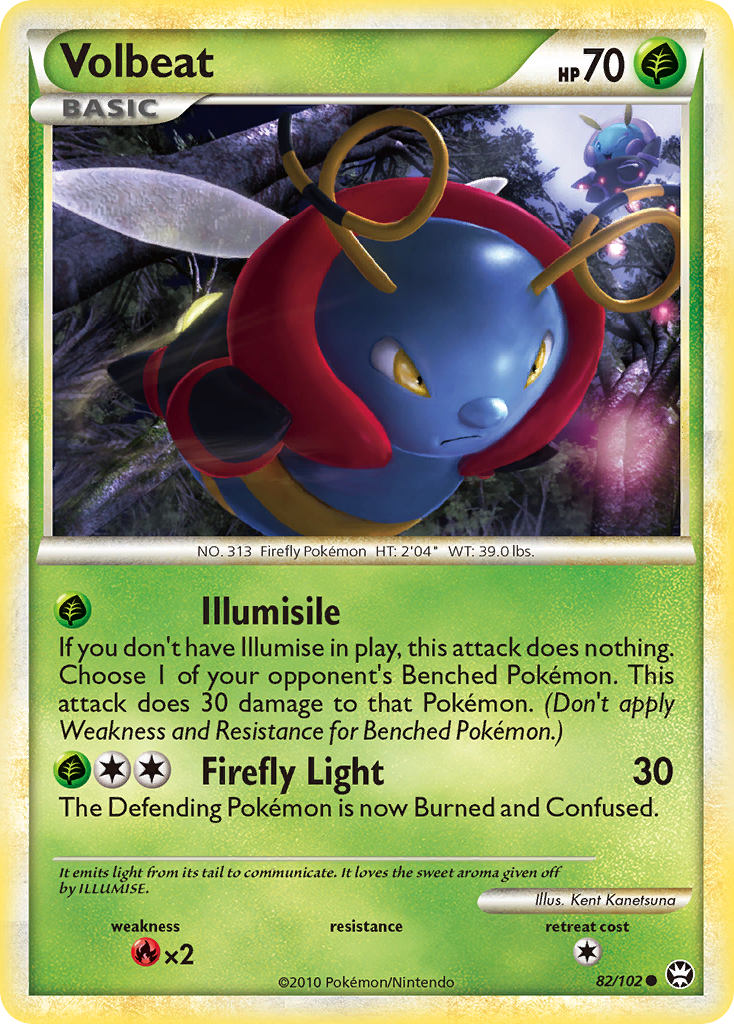 Volbeat
HP 70
BASIC
NO. 313 Firefly Pokémon HT: 2'04" WT: 39.0 lbs.
Illumisile
If you don't have Illumise in play, this attack does nothing.
Choose 1 of your opponent's Benched Pokémon. This
attack does 30 damage to that Pokémon. (Don't apply
Weakness and Resistance for Benched Pokémon.)
Firefly Light 30
The Defending Pokémon is now Burned and Confused.
It emits light from its tail to communicate. It loves the sweet aroma given off
by ILLUMISE.
Illus. Kent Kanetsuna
weakness resistance retreat cost
×2
©2010 Pokémon/Nintendo 82/102